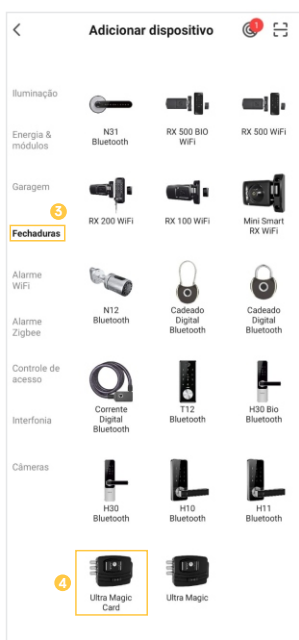 Adicionar dispositivo
1
Iluminação
N31
Bluetooth
RX 500 BIO
WiFi
RX 500 WiFi
Energia &
módulos
Garagem
RX 200 WiFi
RX 100 WiFi
Mini Smart
RX WiFi
3
Fechaduras
Alarme
WiFi
N12
Bluetooth
Cadeado
Digital
Bluetooth
Cadeado
Digital
Bluetooth
Alarme
Zigbee
Controle de
acesso
Corrente
Digital
Bluetooth
T12
Bluetooth
H30 Bio
Bluetooth
Interfonia
Câmeras
H30
Bluetooth
H10
Bluetooth
H11
Bluetooth
4
Ultra Magic
Card
Ultra Magic